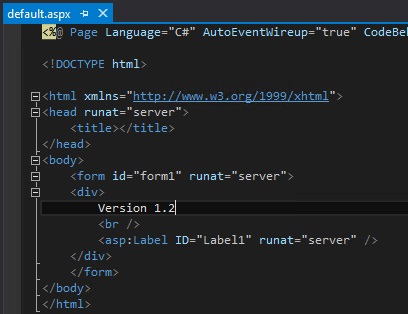 default.aspx
<%@ Page Language="C#" AutoEventWireup="true"
<!DOCTYPE html>
<html xmlns="http://www.w3.org/1999/xhtml">
<head runat="server">
<title></title>
</head>
<body>
<form id="form1" runat="server">
<div>
Version 1.2
<br />
<asp:Label ID="Label1" runat="server" />
</div>
</form>
</body>
</html>